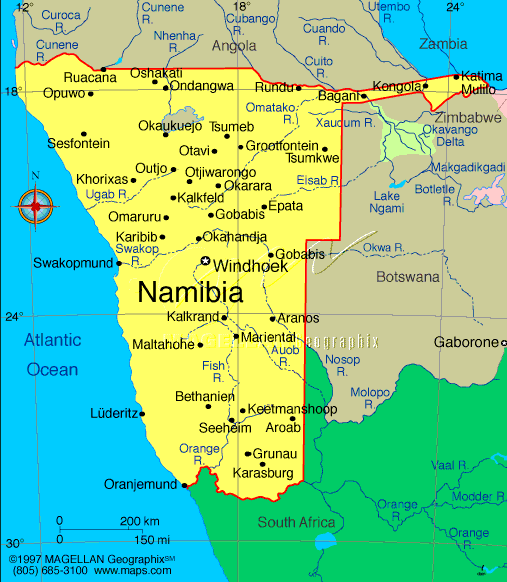 12°
18°
24°
Curoca
R.
Cunene
R.
Cunene
R.
Nhenha
R.
Cubango
R.
Cuando
R.
Cuito
R.
Utembo
R.
Angola
Zambia
Ruacana
Oshakati
Ondangwa
Opuwo
Rundu
Bagani
Kongola
Katima
Mulilo
18°
Omatako
R.
Xaudum R.
Zimbabwe
Okavango
Delta
Okaukuejo
Tsumeb
Sesfontein
Otavi
Grootfontein
Tsumkwe
Makgadikgadi
Khorixas
Outjo
Otjiwarongo
Okarara
Eisab R.
Lake
Ngami
Botletle
R.
Ugab R.
Kalkfeld
Omaruru
Gobabis
Epata
Karibib
Okahandja
Swakop
R.
Gobabis
Okwa R.
Swakopmund
Windhoek
Botswana
Namibia
24°
Kalkrand
Aranos
eographix
Gaborone
Atlantic
Ocean
Maltahohe
Mariental
Auob
R.
Nosop
R.
Fish
R.
Molopo
R.
Bethanien
Lüderitz
Keetmanshoop
Seeheim
Aroab
Orange
R.
Grunau
Karasburg
Vaal R.
Oranjemund
Orange
R.
Modder R.
0 200 km
0 150 mi
South Africa
Orange
R.
30°
©1997 MAGELLAN Geographix℠
(805) 685-3100 www.maps.com